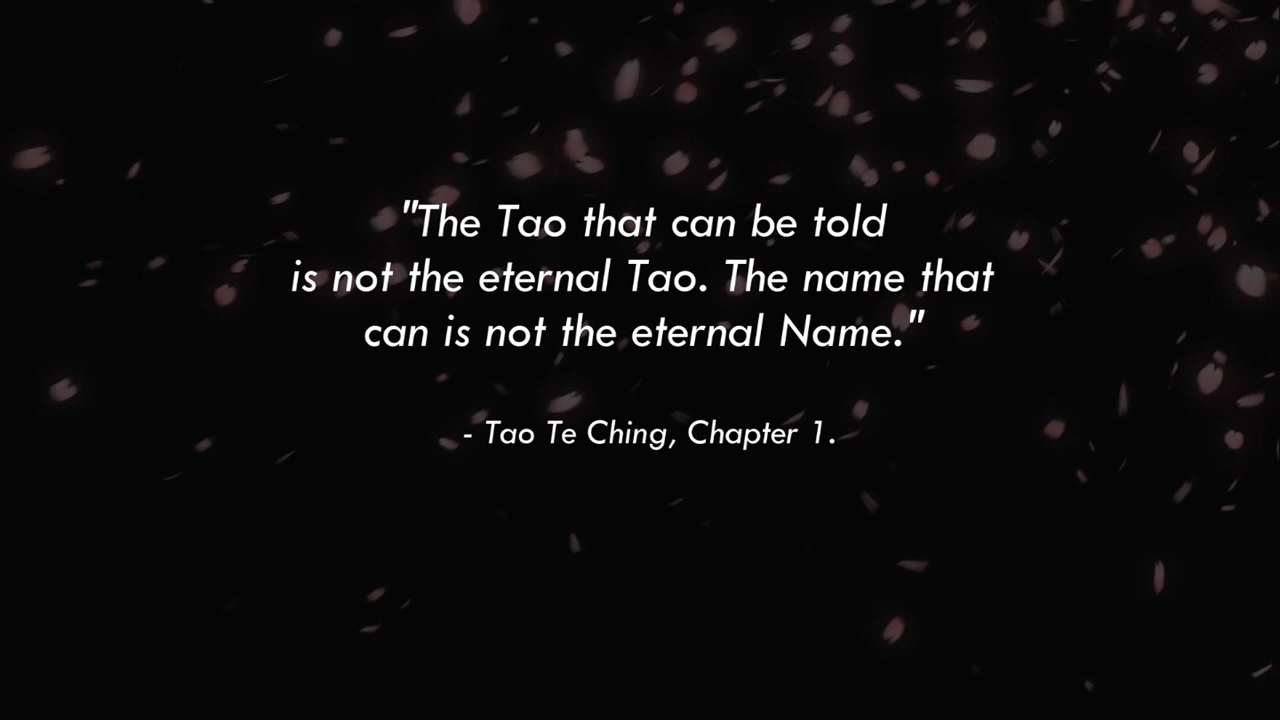 "The Tao that can be told
is not the eternal Tao. The name that
can is not the eternal Name."
- Tao Te Ching, Chapter 1.